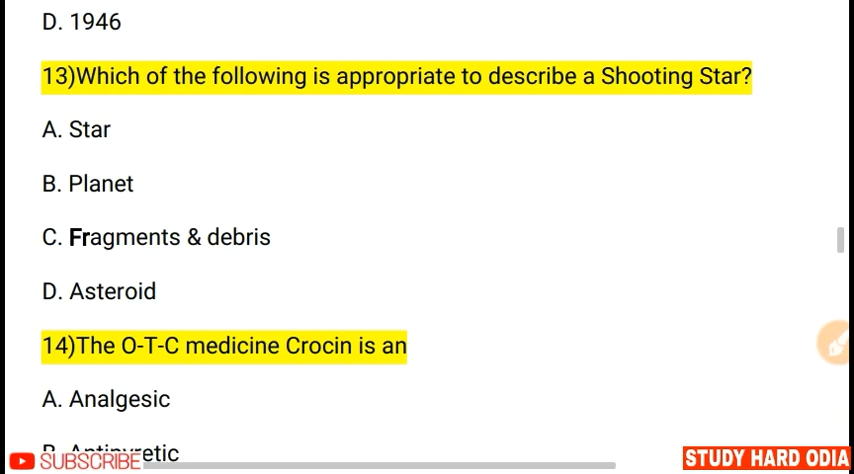 D. 1946
13)Which of the following is appropriate to describe a Shooting Star?
A. Star
B. Planet
C. Fragments & debris
D. Asteroid
14)The O-T-C medicine Crocin is an
A. Analgesic
B. Antipyretic
SUBSCRIBE
STUDY HARD ODIA